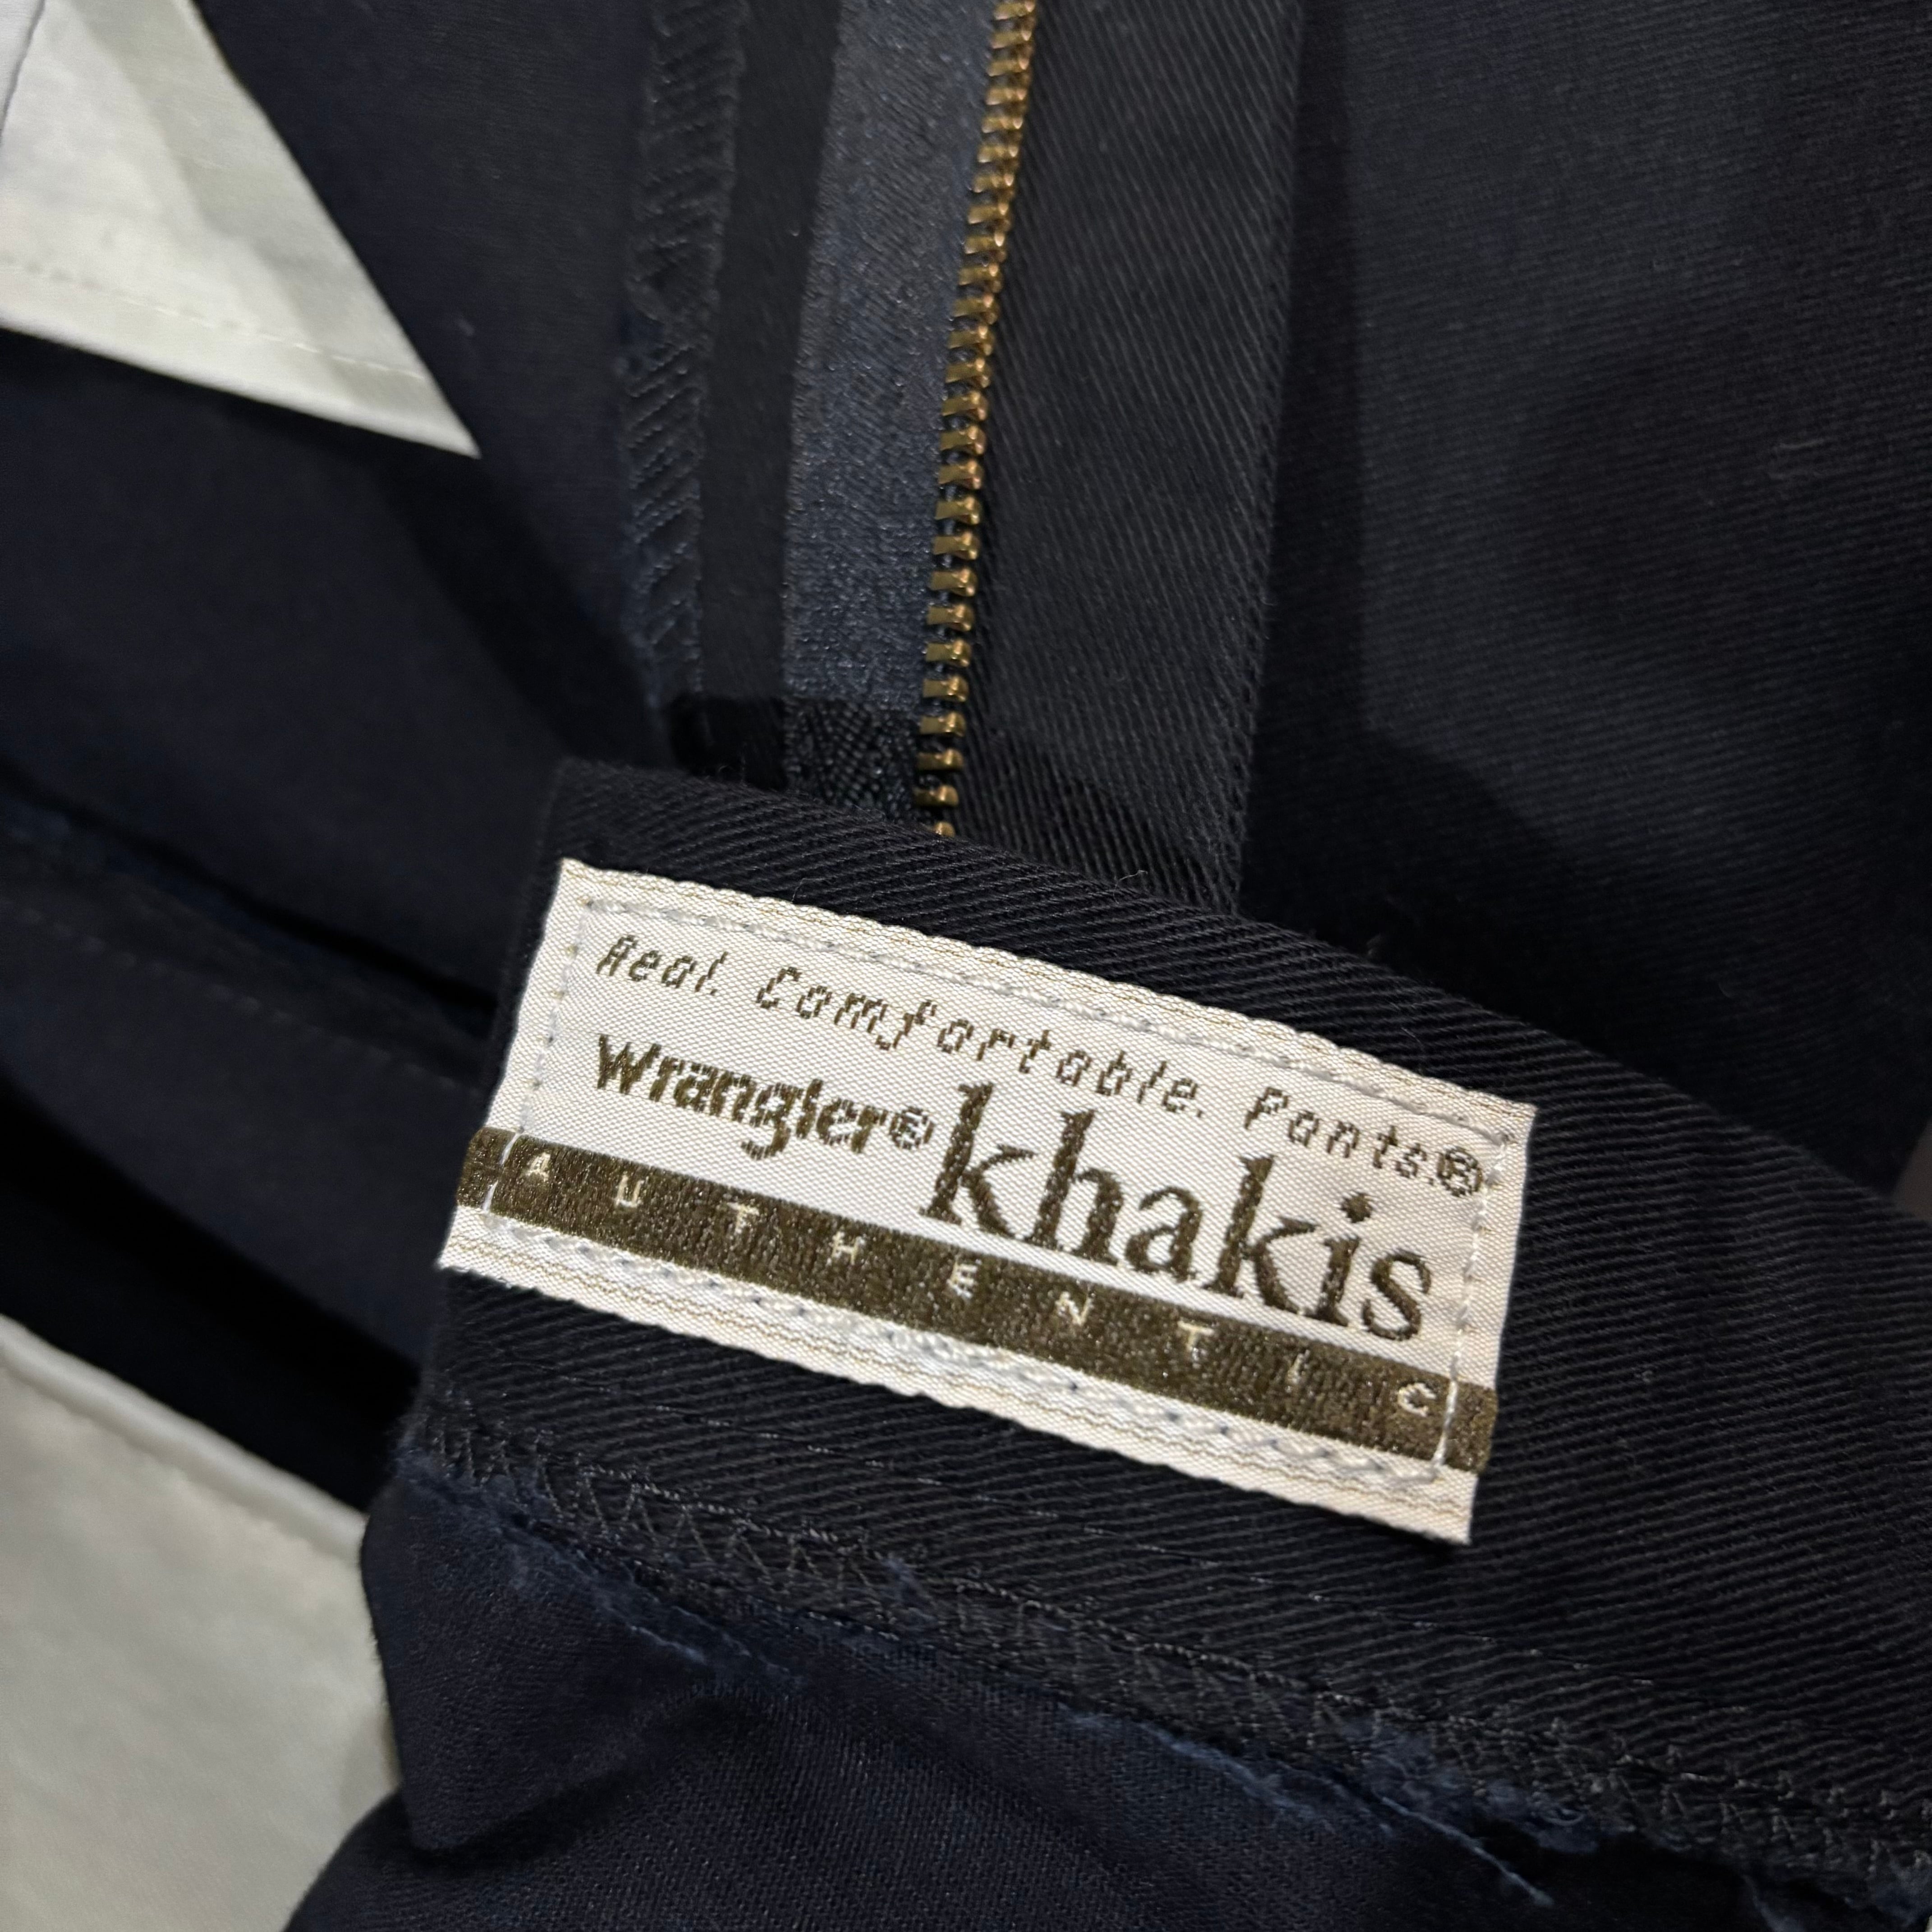 Real. Comfortable. Pants.®
Wrangler® khakis
AUTHENTIC